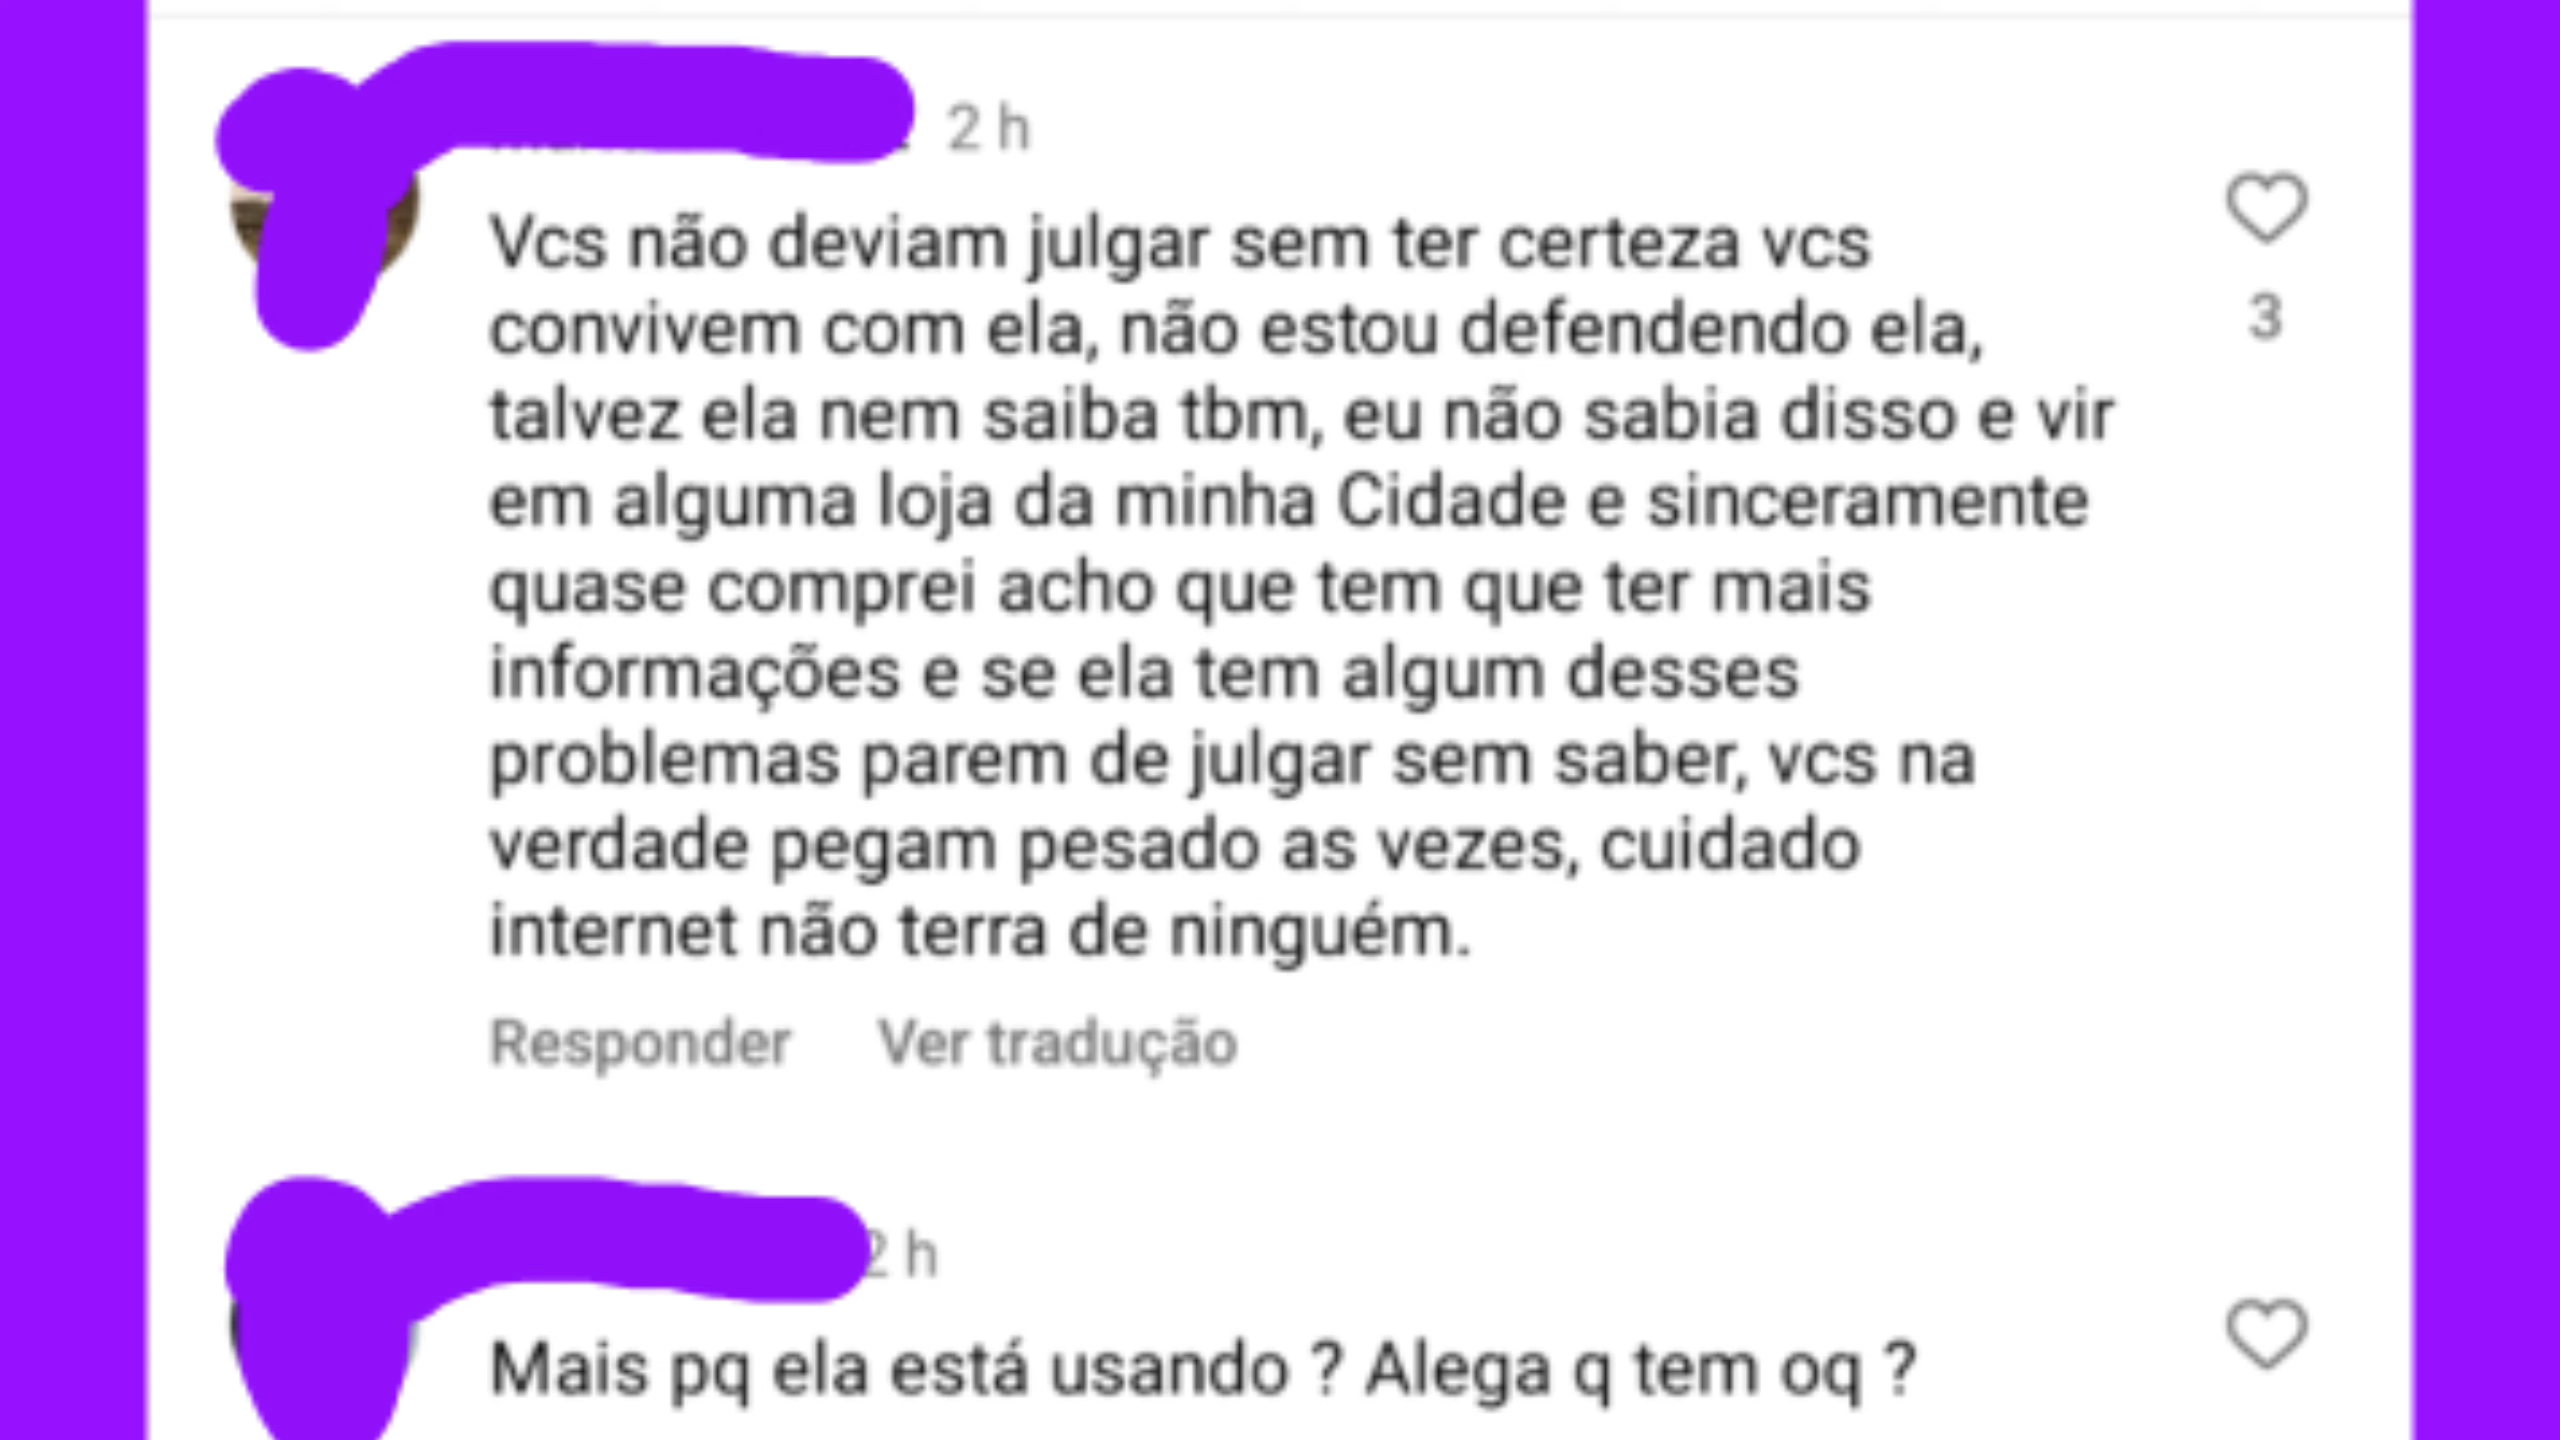 2 h
Vcs não deviam julgar sem ter certeza vcs
convivem com ela, não estou defendendo ela,
talvez ela nem saiba tbm, eu não sabia disso e vir
em alguma loja da minha Cidade e sinceramente
quase comprei acho que tem que ter mais
informações e se ela tem algum desses
problemas parem de julgar sem saber, vcs na
verdade pegam pesado as vezes, cuidado
internet não terra de ninguém.
3
Responder Ver tradução
2 h
Mais pq ela está usando ? Alega q tem oq ?